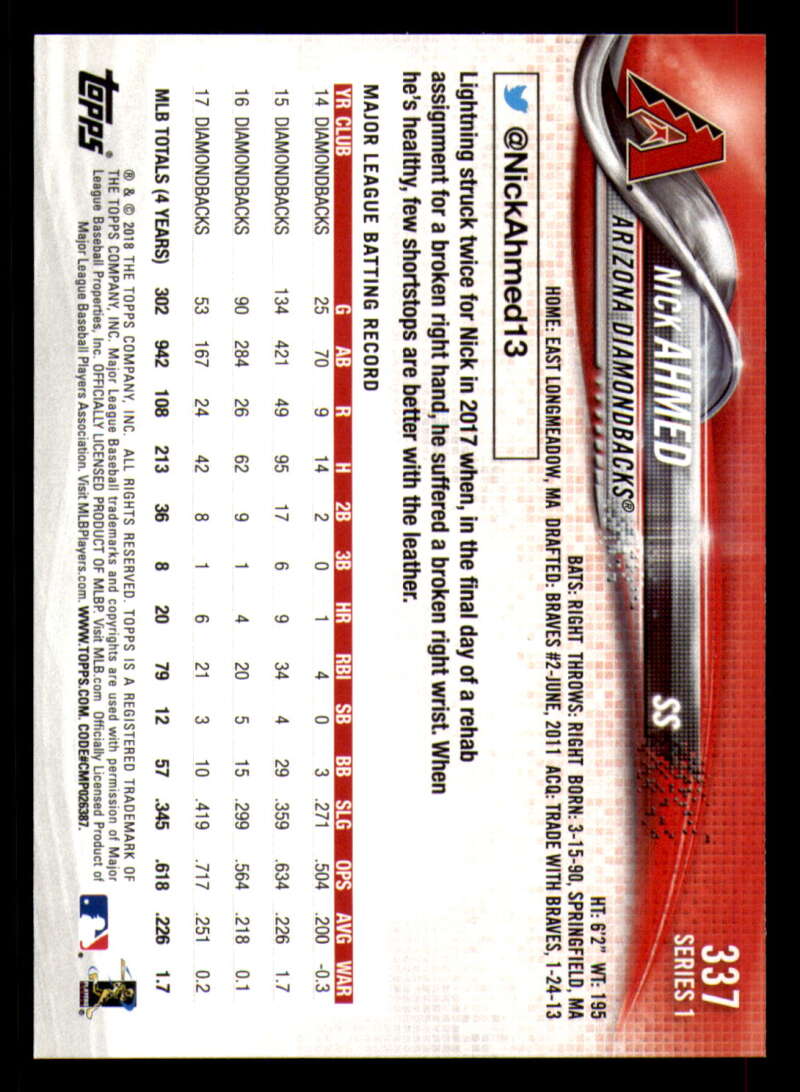 337
SERIES 1
NICK AHMED SS
ARIZONA DIAMONDBACKS®
HT: 6'2" WT: 195
BATS: RIGHT THROWS: RIGHT BORN: 3-15-90, SPRINGFIELD, MA
HOME: EAST LONGMEADOW, MA DRAFTED: BRAVES #2-JUNE, 2011 ACQ: TRADE WITH BRAVES, 1-24-13
@NickAhmed13
Lightning struck twice for Nick in 2017 when, in the final day of a rehab
assignment for a broken right hand, he suffered a broken right wrist. When
he's healthy, few shortstops are better with the leather.
MAJOR LEAGUE BATTING RECORD
YR CLUB G AB R H 2B 3B HR RBI SB BB SLG OPS AVG WAR
14 DIAMONDBACKS 25 70 9 14 2 0 1 4 0 3 .271 .504 .200 -0.3
15 DIAMONDBACKS 134 421 49 95 17 6 9 34 4 29 .359 .634 .226 1.7
16 DIAMONDBACKS 90 284 26 62 9 1 4 20 5 15 .299 .564 .218 0.1
17 DIAMONDBACKS 53 167 24 42 8 1 6 21 3 10 .419 .717 .251 0.2
MLB TOTALS (4 YEARS) 302 942 108 213 36 8 20 79 12 57 .345 .618 .226 1.7
topps®
® & © 2018 THE TOPPS COMPANY, INC. ALL RIGHTS RESERVED. TOPPS IS A REGISTERED TRADEMARK OF
THE TOPPS COMPANY, INC. Major League Baseball trademarks and copyrights are used with permission of Major
League Baseball Properties, Inc. OFFICIALLY LICENSED PRODUCT OF MLBP. Visit MLB.com Officially Licensed Product of
Major League Baseball Players Association. Visit MLBPlayers.com. WWW.TOPPS.COM. CODE#CMP026387.